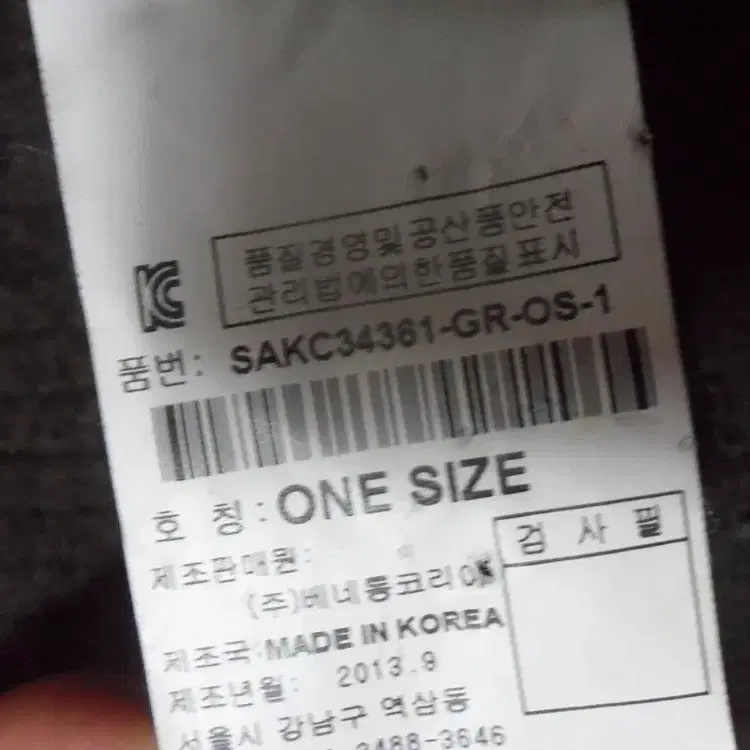 품질경영및공산품안전
관리법에의한품질표시
KC
품번: SAKC34361-GR-OS-1
호 칭: ONE SIZE
검 사 필
제조판매원:
(주)베네통코리아
제조국:MADE IN KOREA
제조년월: 2013.9
서울시 강남구 역삼동
3488-3646